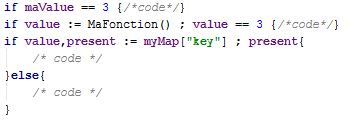 if maValue == 3 {/*code*/}
if value := MaFonction() ; value == 3 {/*code*/}
if value,present := myMap["key"] ; present{
    /* code */
}else{
    /* code */
}